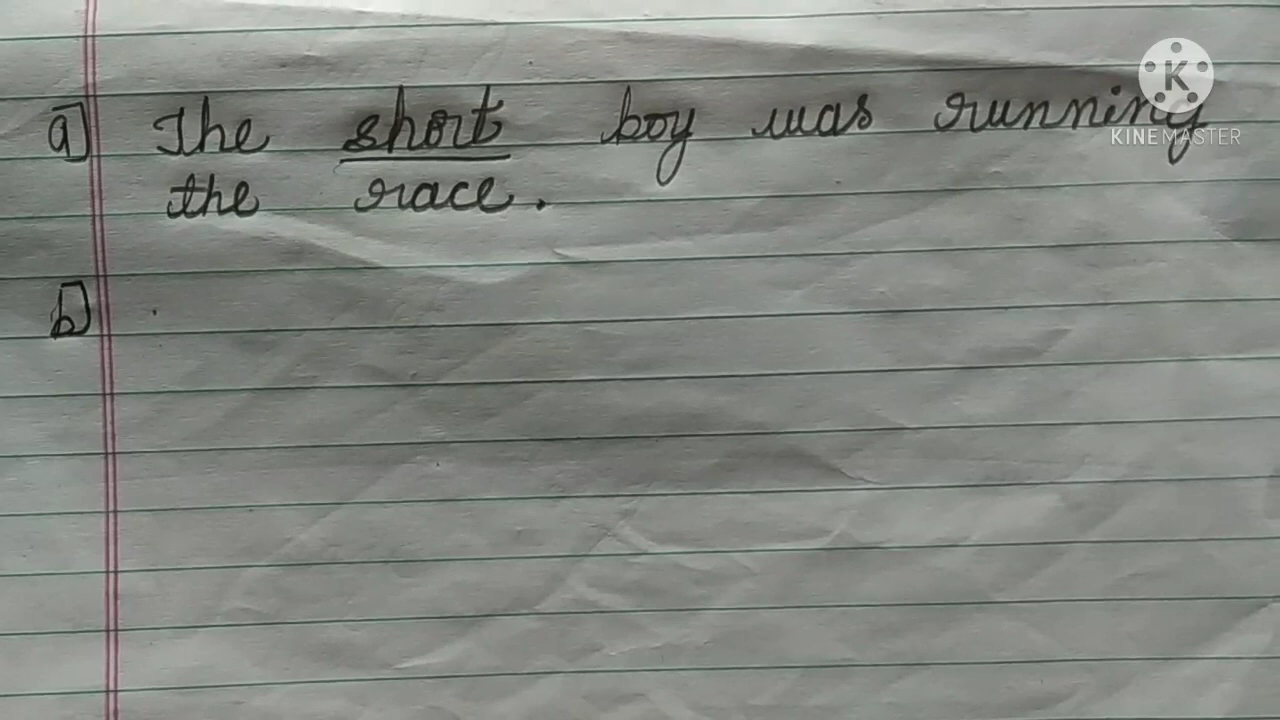 a) The short boy was running
the race.
b)
K
KINEMASTER